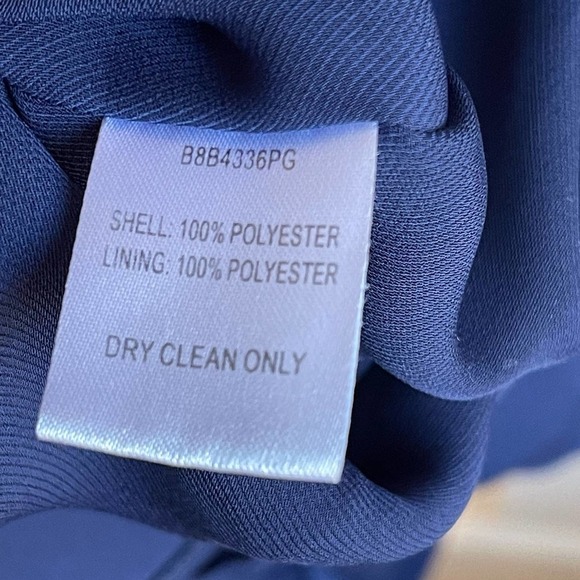 B8B4336PG
SHELL: 100% POLYESTER
LINING: 100% POLYESTER
DRY CLEAN ONLY